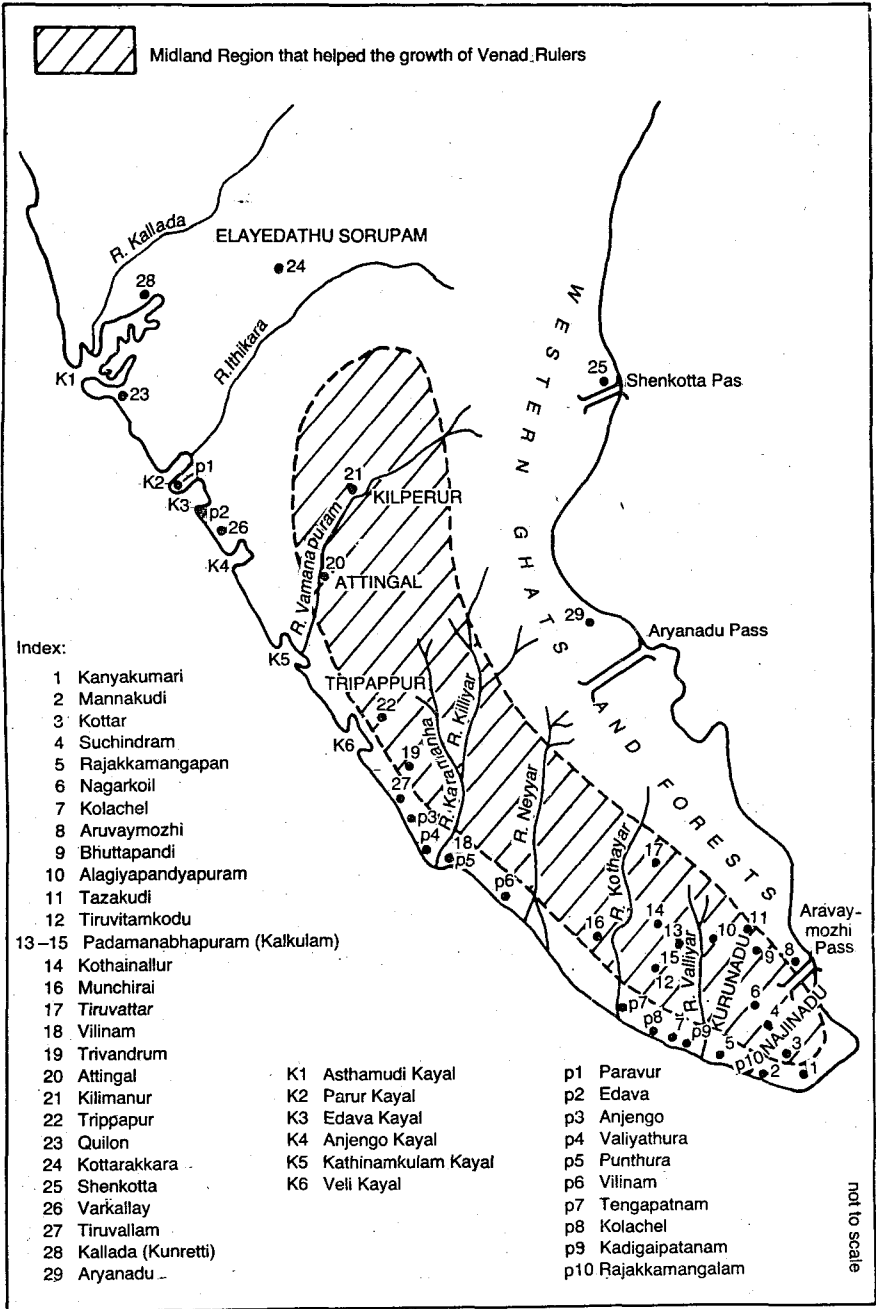 Midland Region that helped the growth of Venad Rulers
R. Kallada
ELAYEDATHU SORUPAM
24
28
R. Ithikara
WESTERN GHATS AND FORESTS
25
Shenkotta Pas
K1
23
p1
K2
21
KILPERUR
K3
p2
26
R. Vamanapuram
K4
20
ATTINGAL
29
Aryanadu Pass
K5
TRIPAPPUR
22
R. Killiyar
K6
19
R. Karamanha
27
R. Neyyar
p3
p4
18
p5
R. Kothayar
17
p6
14
11
Aravay-
mozhi
Pass
16
13
10
9
8
15
R. Valliyar
KURUNADU
12
6
p7
4
NAJINADU
p8
7
p9
5
3
p10
2
1
Index:
1 Kanyakumari
2 Mannakudi
3 Kottar
4 Suchindram
5 Rajakkamangapan
6 Nagarkoil
7 Kolachel
8 Aruvaymozhi
9 Bhuttapandi
10 Alagiyapandyapuram
11 Tazakudi
12 Tiruvitamkodu
13–15 Padamanabhapuram (Kalkulam)
14 Kothainallur
16 Munchirai
17 Tiruvattar
18 Vilinam
19 Trivandrum
20 Attingal
21 Kilimanur
22 Trippapur
23 Quilon
24 Kottarakkara
25 Shenkotta
26 Varkallay
27 Tiruvallam
28 Kallada (Kunretti)
29 Aryanadu
K1 Asthamudi Kayal
K2 Parur Kayal
K3 Edava Kayal
K4 Anjengo Kayal
K5 Kathinamkulam Kayal
K6 Veli Kayal
p1 Paravur
p2 Edava
p3 Anjengo
p4 Valiyathura
p5 Punthura
p6 Vilinam
p7 Tengapatnam
p8 Kolachel
p9 Kadigaipatanam
p10 Rajakkamangalam
not to scale